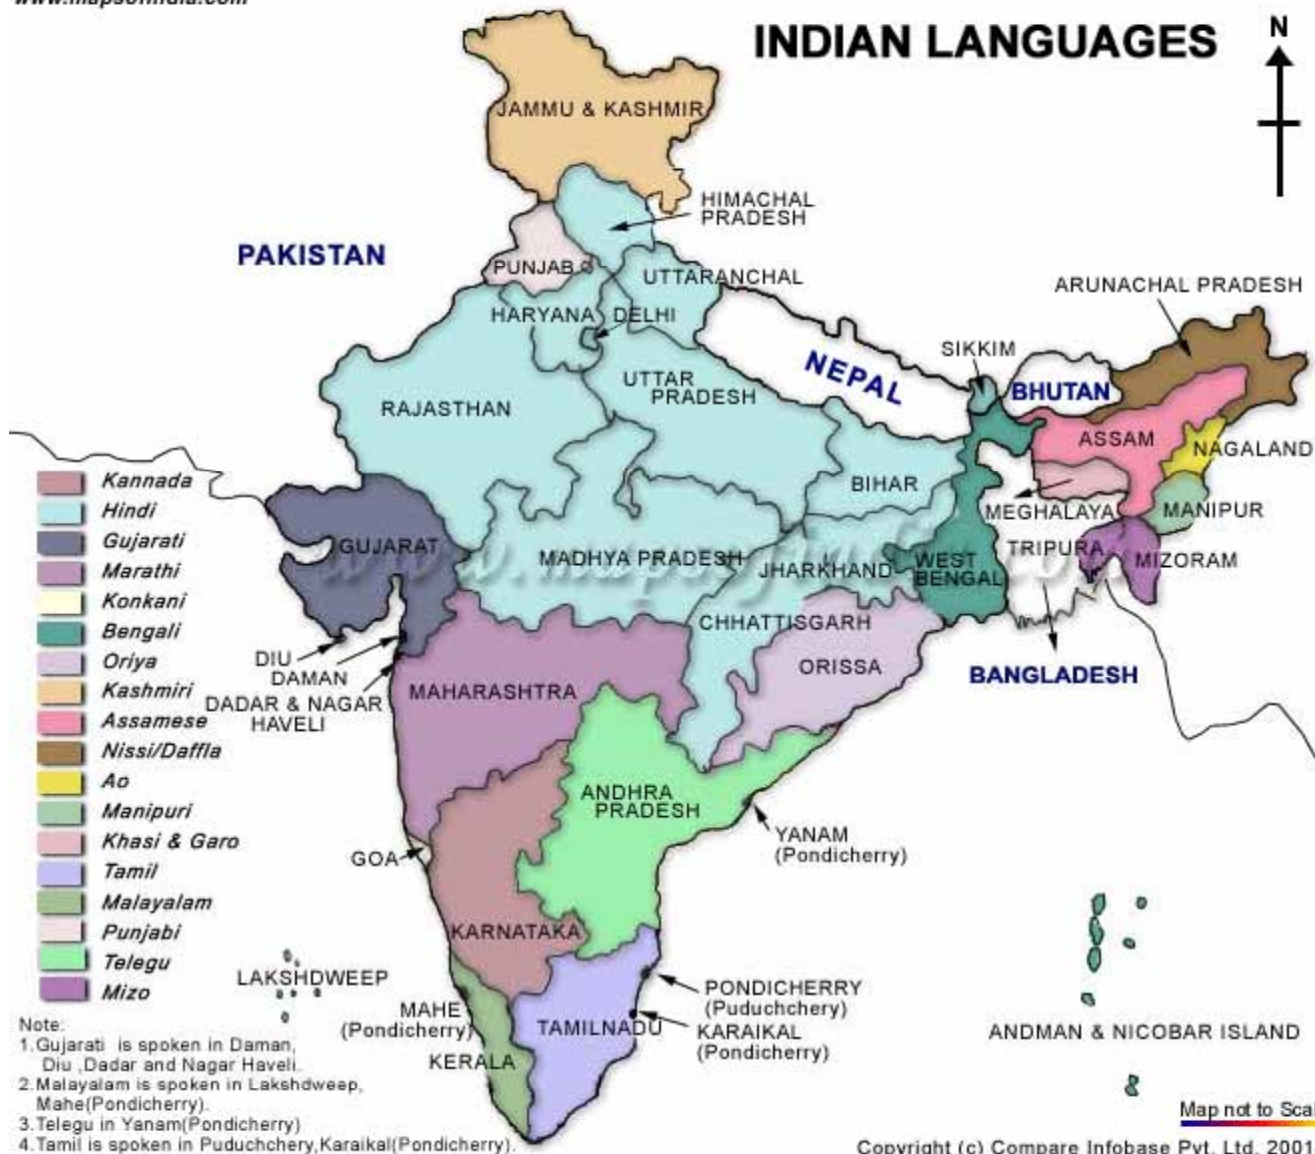 www.mapsofindia.com
INDIAN LANGUAGES
N
JAMMU & KASHMIR
HIMACHAL
PRADESH
PAKISTAN
PUNJAB
UTTARANCHAL
HARYANA
DELHI
ARUNACHAL PRADESH
SIKKIM
NEPAL
BHUTAN
UTTAR
PRADESH
RAJASTHAN
ASSAM
NAGALAND
BIHAR
MEGHALAYA
MANIPUR
GUJARAT
MADHYA PRADESH
JHARKHAND
WEST
BENGAL
TRIPURA
MIZORAM
www.mapsofindia.com
CHHATTISGARH
ORISSA
BANGLADESH
DIU
DAMAN
DADAR & NAGAR
HAVELI
MAHARASHTRA
ANDHRA
PRADESH
YANAM
(Pondicherry)
GOA
KARNATAKA
LAKSHDWEEP
MAHE
(Pondicherry)
KERALA
TAMILNADU
PONDICHERRY
(Puduchchery)
KARAIKAL
(Pondicherry)
ANDMAN & NICOBAR ISLAND
Kannada
Hindi
Gujarati
Marathi
Konkani
Bengali
Oriya
Kashmiri
Assamese
Nissi/Daffla
Ao
Manipuri
Khasi & Garo
Tamil
Malayalam
Punjabi
Telegu
Mizo
Note:
1.Gujarati is spoken in Daman,
Diu ,Dadar and Nagar Haveli.
2.Malayalam is spoken in Lakshdweep,
Mahe(Pondicherry).
3.Telegu in Yanam(Pondicherry)
4.Tamil is spoken in Puduchchery,Karaikal(Pondicherry).
Map not to Scal
Copyright (c) Compare Infobase Pvt. Ltd. 2001